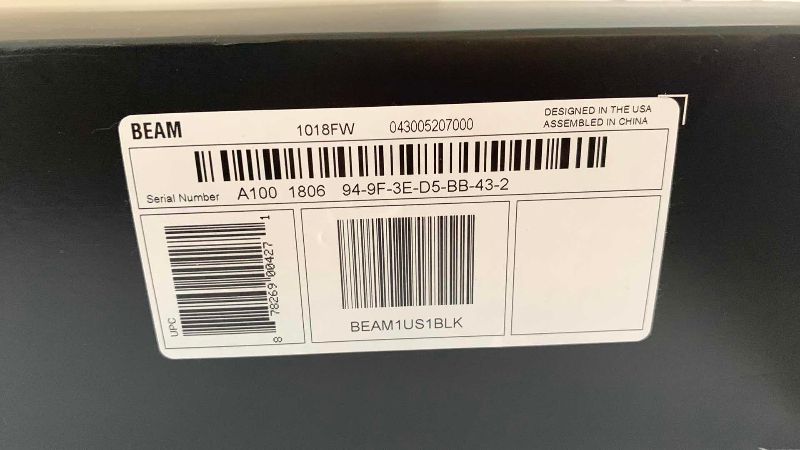 BEAM 1018FW 043005207000 DESIGNED IN THE USA
ASSEMBLED IN CHINA
Serial Number A100 1806 94-9F-3E-D5-BB-43-2
UPC
8 78269 00427 1
BEAM1US1BLK